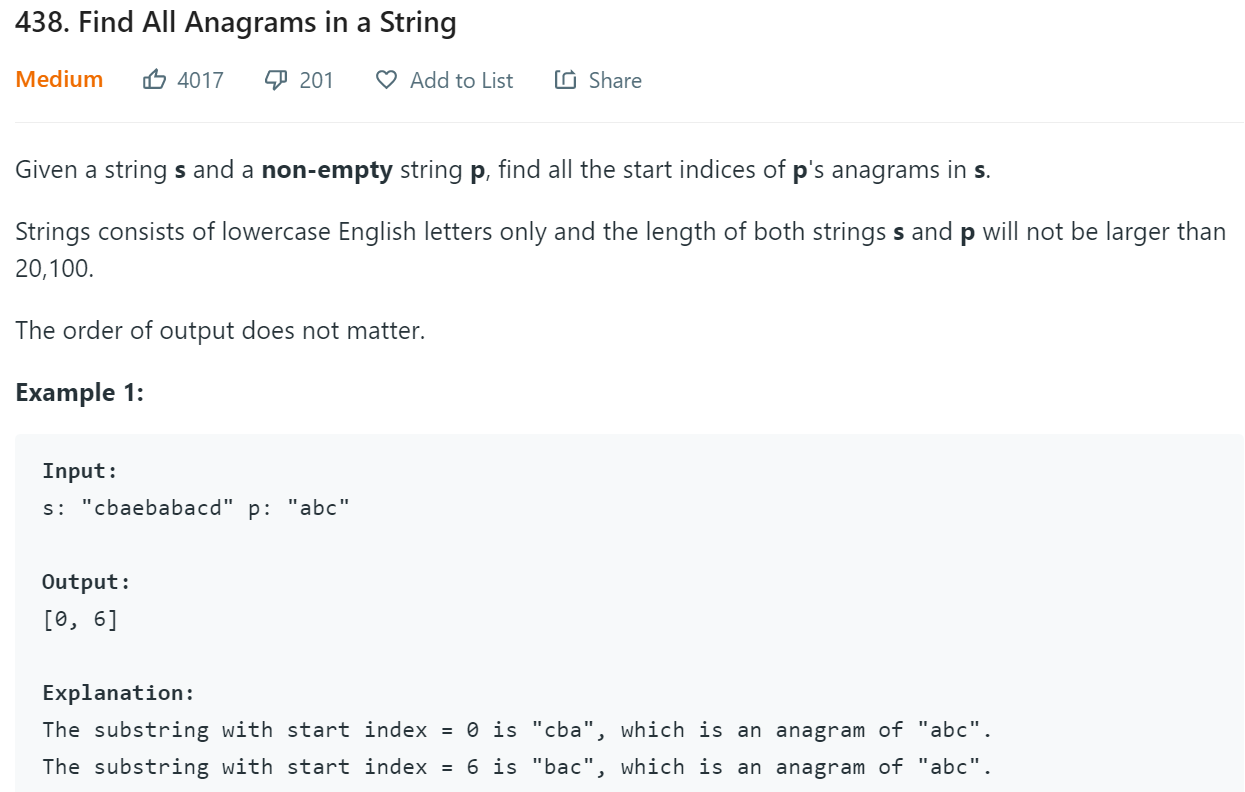 438. Find All Anagrams in a String
Medium 4017 201 Add to List Share
Given a string s and a non-empty string p, find all the start indices of p's anagrams in s.
Strings consists of lowercase English letters only and the length of both strings s and p will not be larger than
20,100.
The order of output does not matter.
Example 1:
Input:
s: "cbaebabacd" p: "abc"
Output:
[0, 6]
Explanation:
The substring with start index = 0 is "cba", which is an anagram of "abc".
The substring with start index = 6 is "bac", which is an anagram of "abc".